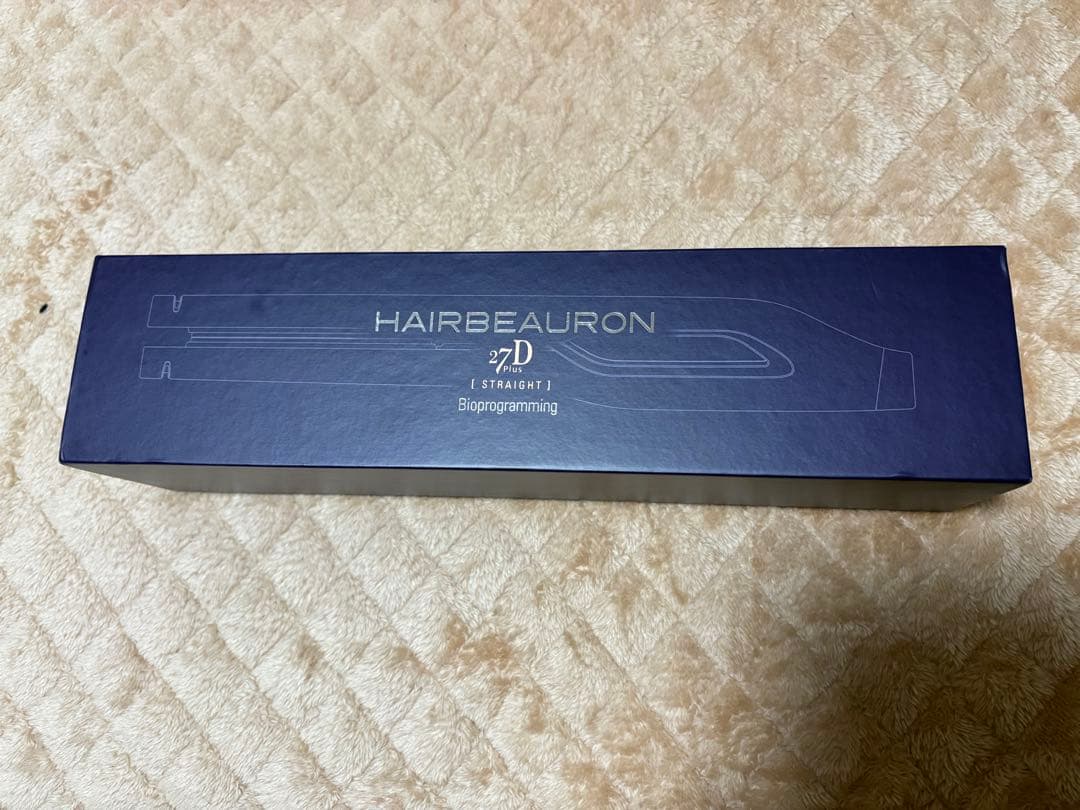 HAIRBEAURON
27D
Plus
[ STRAIGHT ]
Bioprogramming